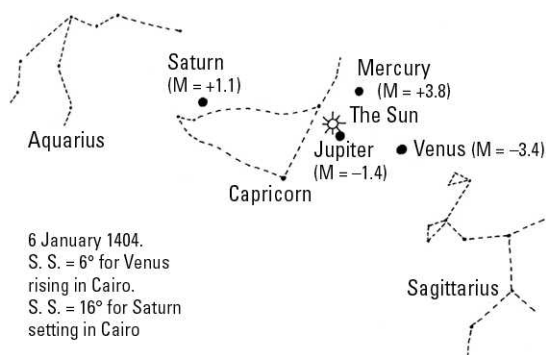 Saturn
(M = +1.1)
Mercury
(M = +3.8)
The Sun
Aquarius
Jupiter
(M = −1.4)
Venus (M = −3.4)
Capricorn
6 January 1404.
S. S. = 6° for Venus
rising in Cairo.
S. S. = 16° for Saturn
setting in Cairo
Sagittarius